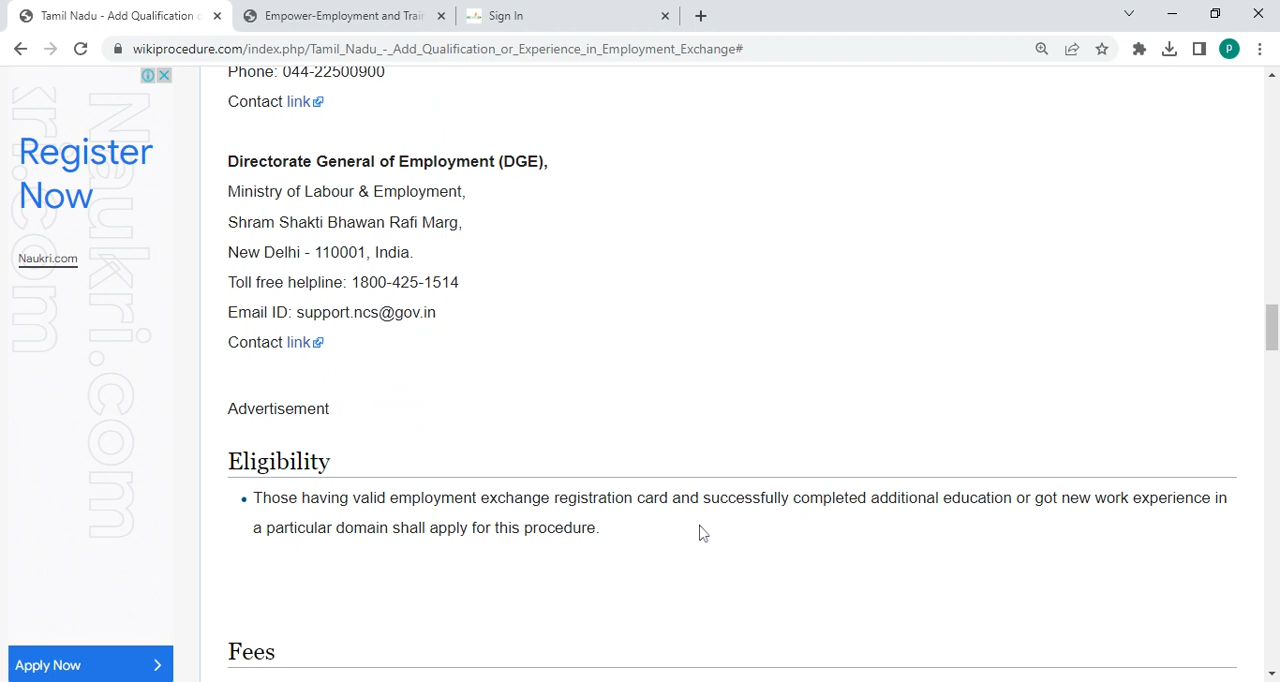 Tamil Nadu - Add Qualification
Empower-Employment and Trai
Sign In
wikiprocedure.com/index.php/Tamil_Nadu_-_Add_Qualification_or_Experience_in_Employment_Exchange#
P
Phone: 044-22500900
Contact link
Directorate General of Employment (DGE),
Ministry of Labour & Employment,
Shram Shakti Bhawan Rafi Marg,
New Delhi - 110001, India.
Toll free helpline: 1800-425-1514
Email ID: support.ncs@gov.in
Contact link
Advertisement
Eligibility
Those having valid employment exchange registration card and successfully completed additional education or got new work experience in
a particular domain shall apply for this procedure.
Fees
Register
Now
Naukri.com
Naukri.com
kri.com
Apply Now